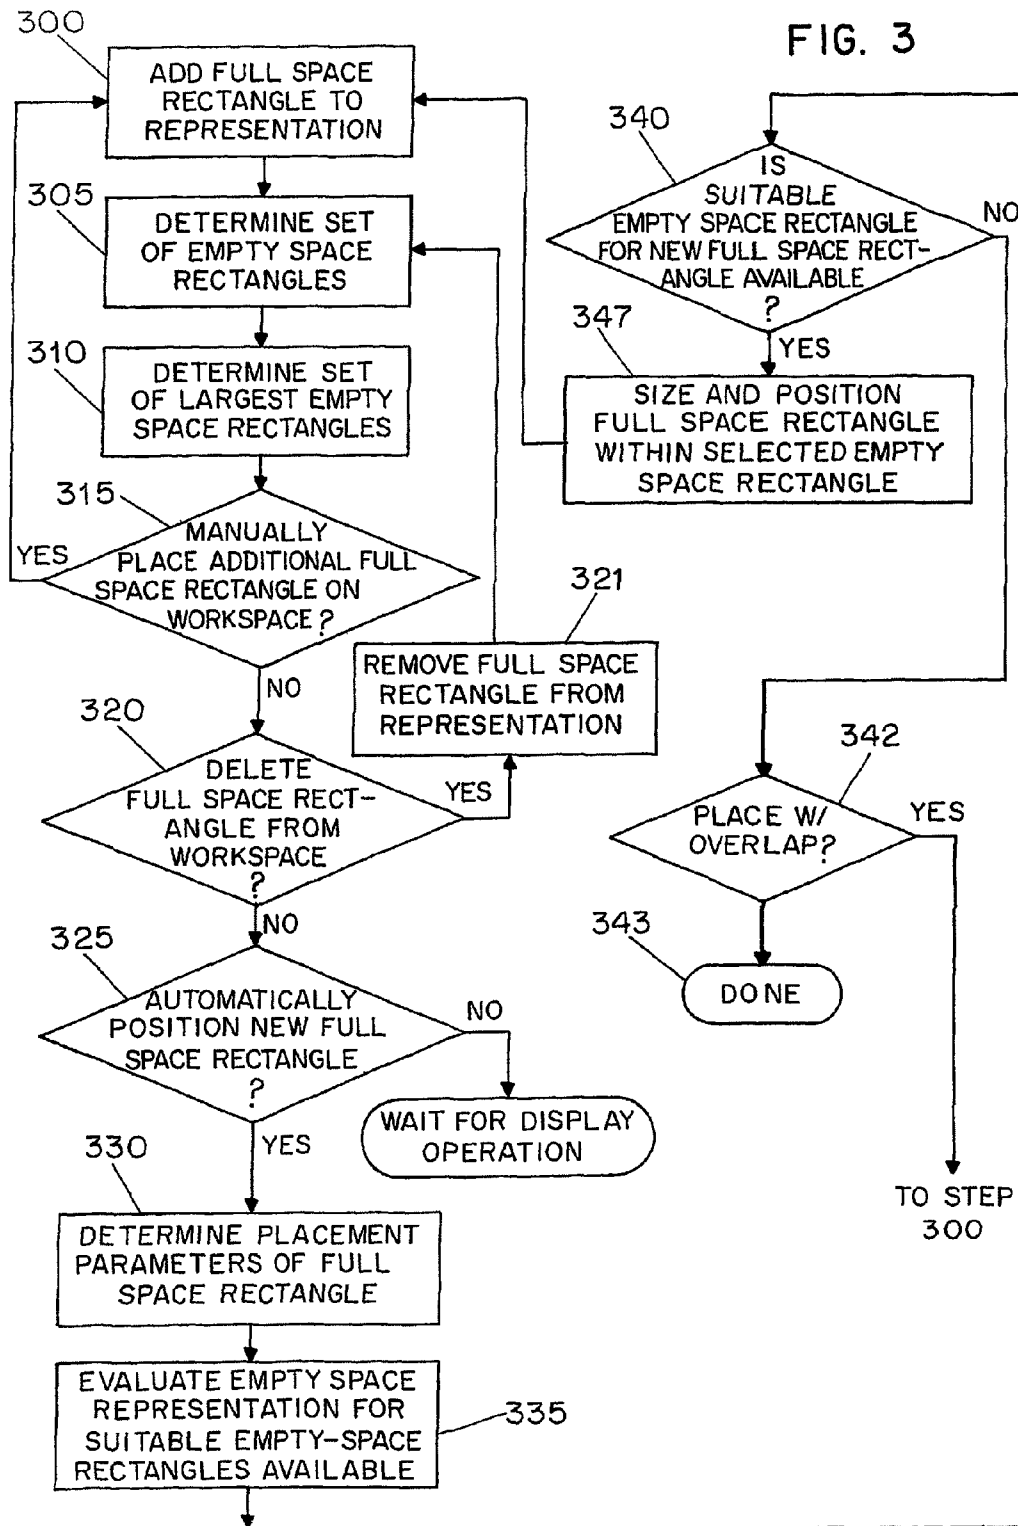 FIG. 3
300
ADD FULL SPACE
RECTANGLE TO
REPRESENTATION
305
DETERMINE SET
OF EMPTY SPACE
RECTANGLES
310
DETERMINE SET
OF LARGEST EMPTY
SPACE RECTANGLES
315
MANUALLY
PLACE ADDITIONAL FULL
SPACE RECTANGLE ON
WORKSPACE?
YES
NO
320
DELETE
FULL SPACE RECT-
ANGLE FROM
WORKSPACE
?
YES
NO
321
REMOVE FULL SPACE
RECTANGLE FROM
REPRESENTATION
325
AUTOMATICALLY
POSITION NEW FULL
SPACE RECTANGLE
?
NO
WAIT FOR DISPLAY
OPERATION
YES
330
DETERMINE PLACEMENT
PARAMETERS OF FULL
SPACE RECTANGLE
EVALUATE EMPTY SPACE
REPRESENTATION FOR
SUITABLE EMPTY-SPACE
RECTANGLES AVAILABLE
335
340
IS
SUITABLE
EMPTY SPACE RECTANGLE
FOR NEW FULL SPACE RECT-
ANGLE AVAILABLE
?
NO
YES
347
SIZE AND POSITION
FULL SPACE RECTANGLE
WITHIN SELECTED EMPTY
SPACE RECTANGLE
342
PLACE W/
OVERLAP?
YES
343
DONE
TO STEP
300